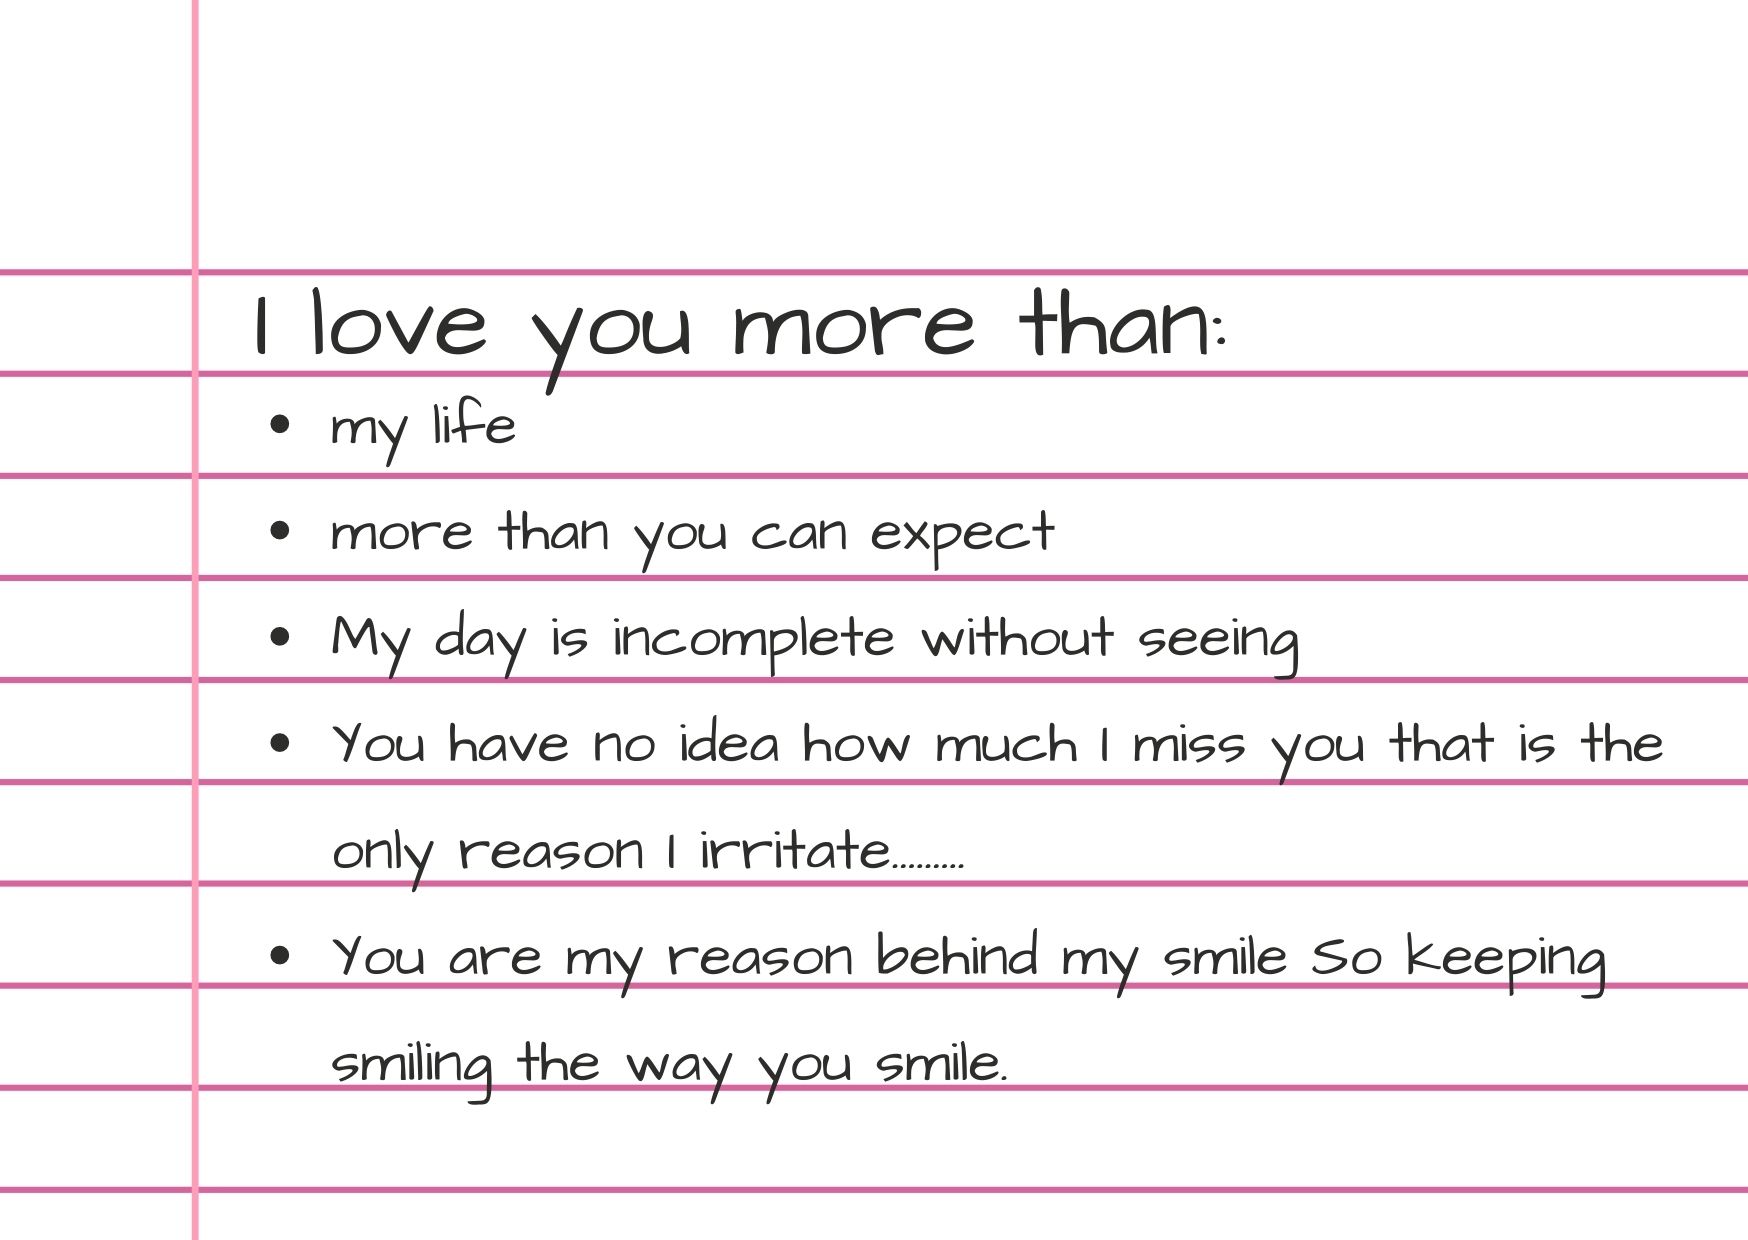 I love you more than:
• my life
• more than you can expect
• My day is incomplete without seeing
• You have no idea how much I miss you that is the
only reason I irritate.........
• You are my reason behind my smile So keeping
smiling the way you smile.